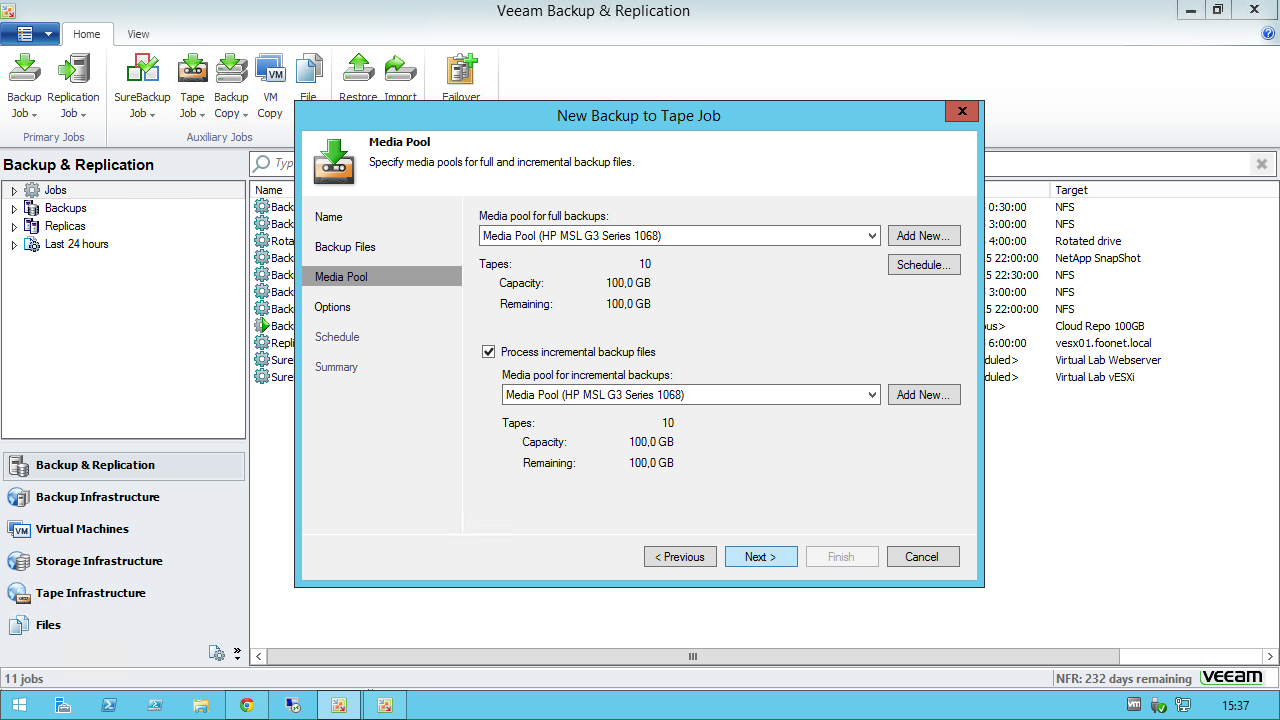 Veeam Backup & Replication
Home
View
Backup Job
Replication Job
SureBackup Job
Tape Job
Backup Copy
VM Copy
File
Restore
Import
Failover
Primary Jobs
Auxiliary Jobs
Backup & Replication
Jobs
Backups
Replicas
Last 24 hours
Backup & Replication
Backup Infrastructure
Virtual Machines
Storage Infrastructure
Tape Infrastructure
Files
Typ
Name
Target
Back
0:30:00
NFS
Back
3:00:00
NFS
Rotat
4:00:00
Rotated drive
Back
15 22:00:00
NetApp SnapShot
Back
15 22:30:00
NFS
Back
3:00:00
NFS
Back
15 22:00:00
NFS
Back
ous>
Cloud Repo 100GB
Repli
6:00:00
vesx01.foonet.local
Sure
duled>
Virtual Lab Webserver
Sure
duled>
Virtual Lab vESXi
New Backup to Tape Job
Media Pool
Specify media pools for full and incremental backup files.
Name
Backup Files
Media Pool
Options
Schedule
Summary
Media pool for full backups:
Media Pool (HP MSL G3 Series 1068)
Add New...
Tapes: 10
Schedule...
Capacity: 100,0 GB
Remaining: 100,0 GB
Process incremental backup files
Media pool for incremental backups:
Media Pool (HP MSL G3 Series 1068)
Add New...
Tapes: 10
Capacity: 100,0 GB
Remaining: 100,0 GB
< Previous
Next >
Finish
Cancel
11 jobs
NFR: 232 days remaining
veeam
15:37